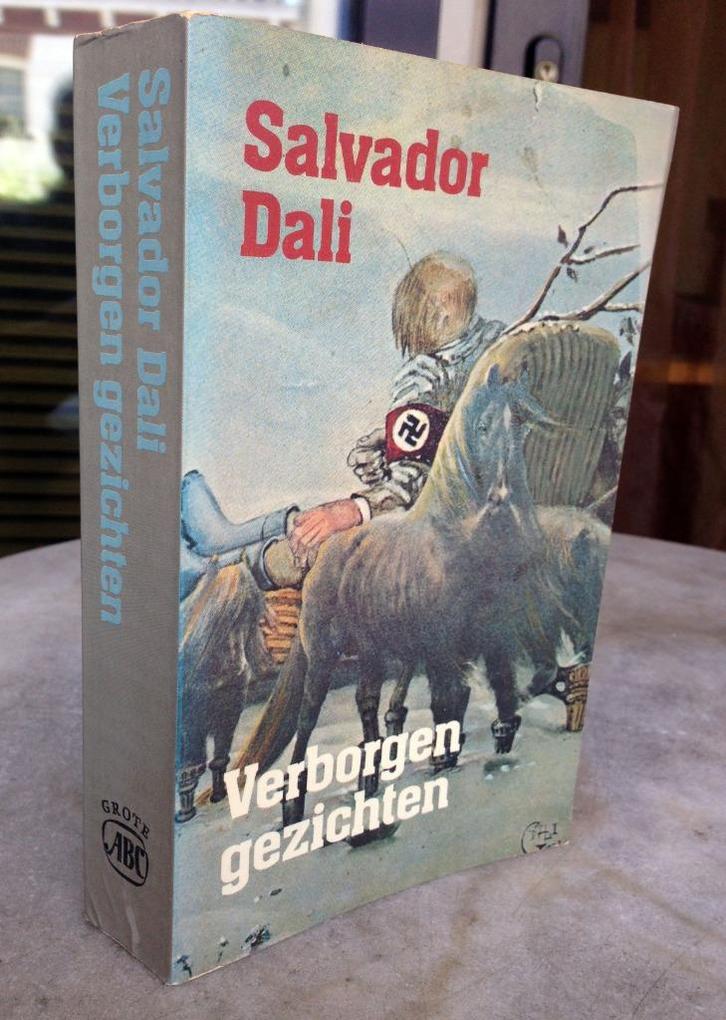 Salvador
Dali
Verborgen
gezichten
Salvador Dali
Verborgen gezichten
GROTE
ABC